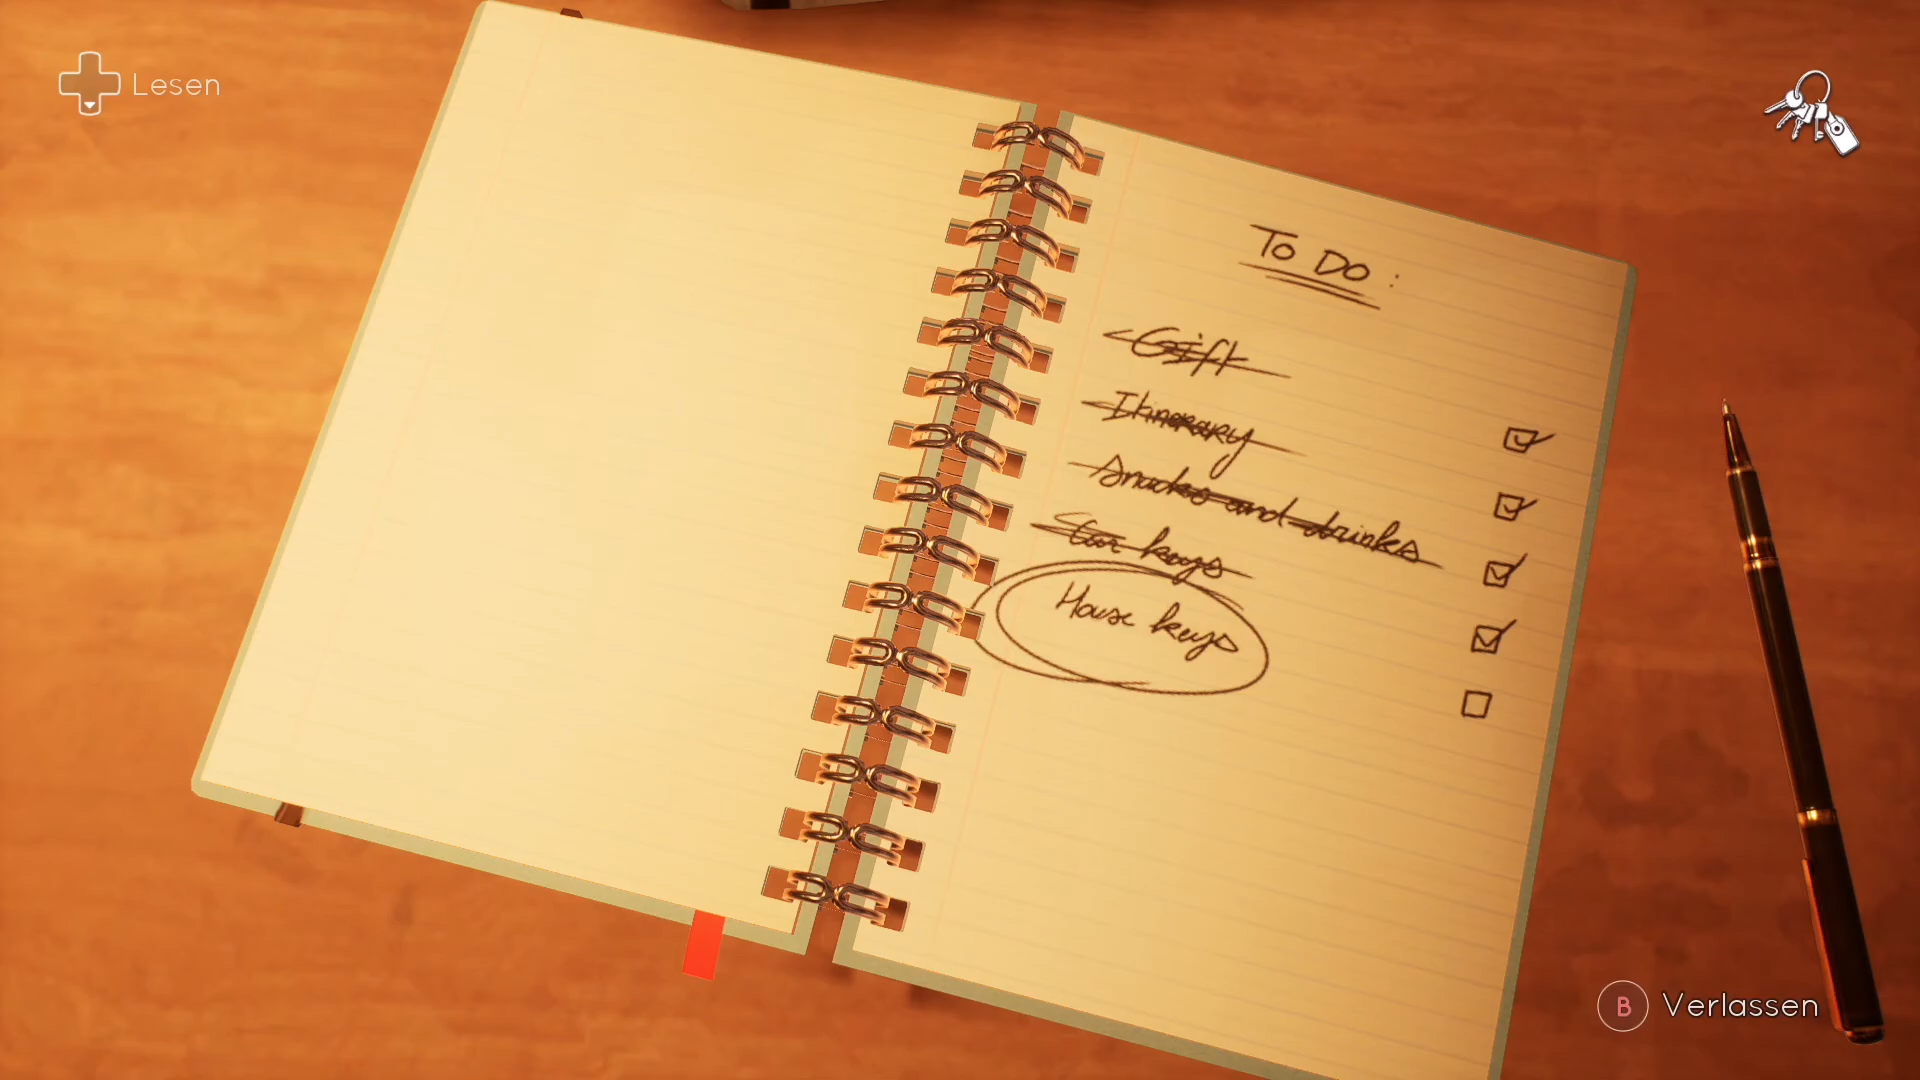 Lesen
To Do :
Gift
Itinerary
Snacks and drinks
Car keys
House keys
B Verlassen